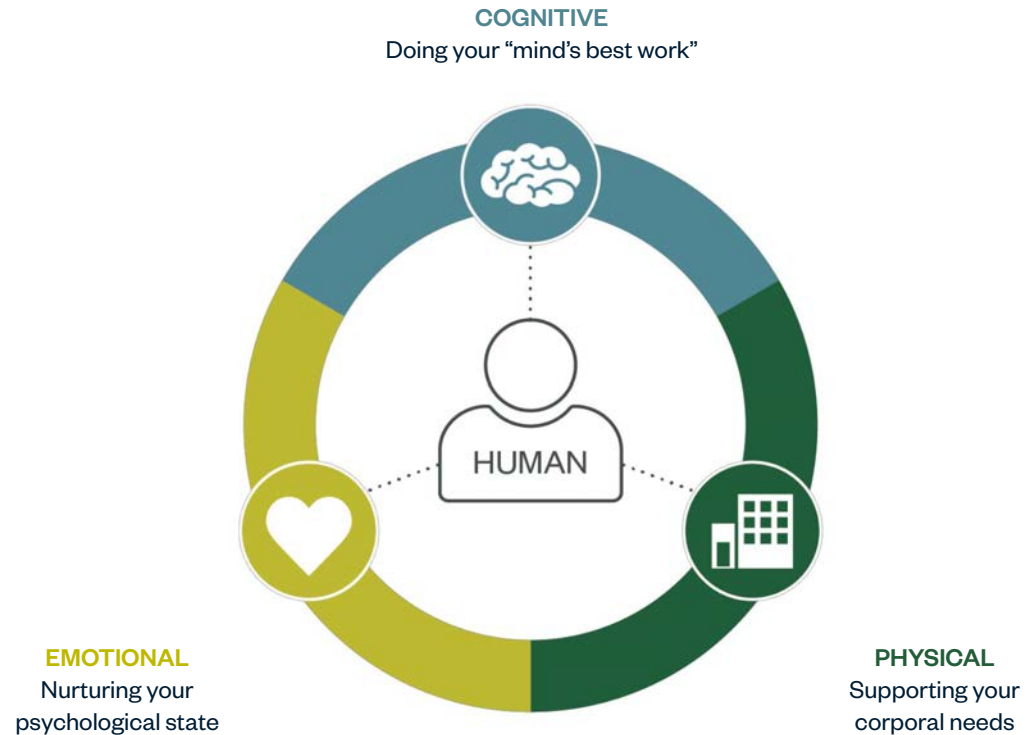 COGNITIVE
Doing your “mind’s best work”
HUMAN
EMOTIONAL
Nurturing your
psychological state
PHYSICAL
Supporting your
corporal needs